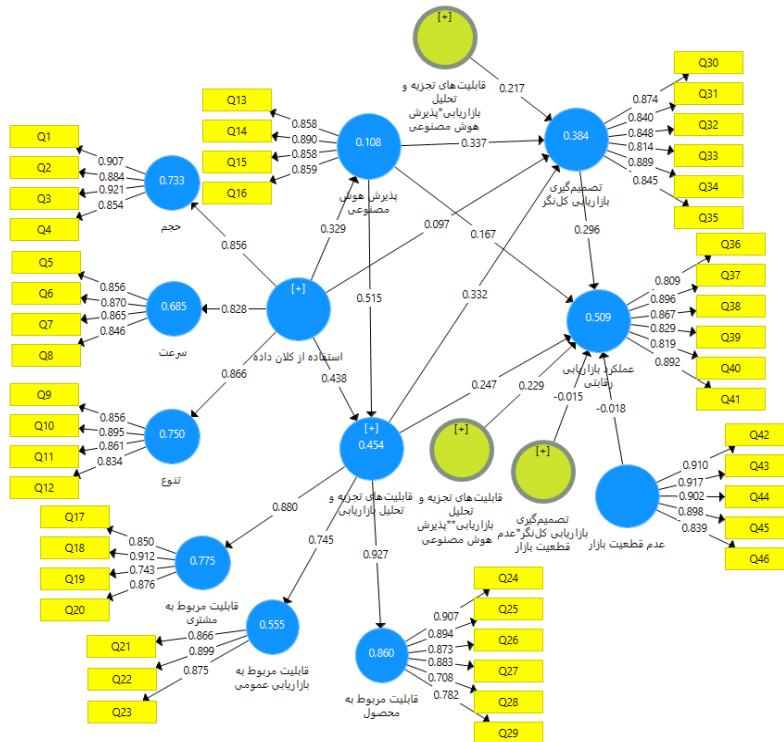 [+]
قابلیت‌های تجزیه و
تحلیل
بازاریابی*پذیرش
هوش مصنوعی
0.217
Q13
Q14
Q15
Q16
0.858
0.890
0.858
0.859
0.108
پذیرش هوش
مصنوعی
0.337
0.384
تصمیم‌گیری
بازاریابی کل‌نگر
0.874
0.840
0.848
0.814
0.889
0.845
Q30
Q31
Q32
Q33
Q34
Q35
Q1
Q2
Q3
Q4
0.907
0.884
0.921
0.854
0.733
حجم
0.856
0.329
0.097
0.167
0.296
Q5
Q6
Q7
Q8
0.856
0.870
0.865
0.846
0.685
سرعت
0.828
[+]
استفاده از کلان داده
0.515
0.332
0.509
عملکرد بازاریابی
رقابتی
0.809
0.896
0.867
0.829
0.819
0.892
Q36
Q37
Q38
Q39
Q40
Q41
Q9
Q10
Q11
Q12
0.856
0.895
0.861
0.834
0.750
تنوع
0.866
0.438
0.247
0.229
-0.015
-0.018
[+]
0.454
قابلیت‌های تجزیه و
تحلیل بازاریابی
[+]
قابلیت‌های تجزیه و
تحلیل
بازاریابی**پذیرش
هوش مصنوعی
[+]
تصمیم‌گیری
بازاریابی کل‌نگر*عدم
قطعیت بازار
عدم قطعیت بازار
0.910
0.917
0.902
0.898
0.839
Q42
Q43
Q44
Q45
Q46
Q17
Q18
Q19
Q20
0.850
0.912
0.743
0.876
0.775
قابلیت مربوط به
مشتری
0.880
0.745
0.927
Q21
Q22
Q23
0.866
0.899
0.875
0.555
قابلیت مربوط به
بازاریابی عمومی
0.860
قابلیت مربوط به
محصول
0.907
0.894
0.873
0.883
0.708
0.782
Q24
Q25
Q26
Q27
Q28
Q29